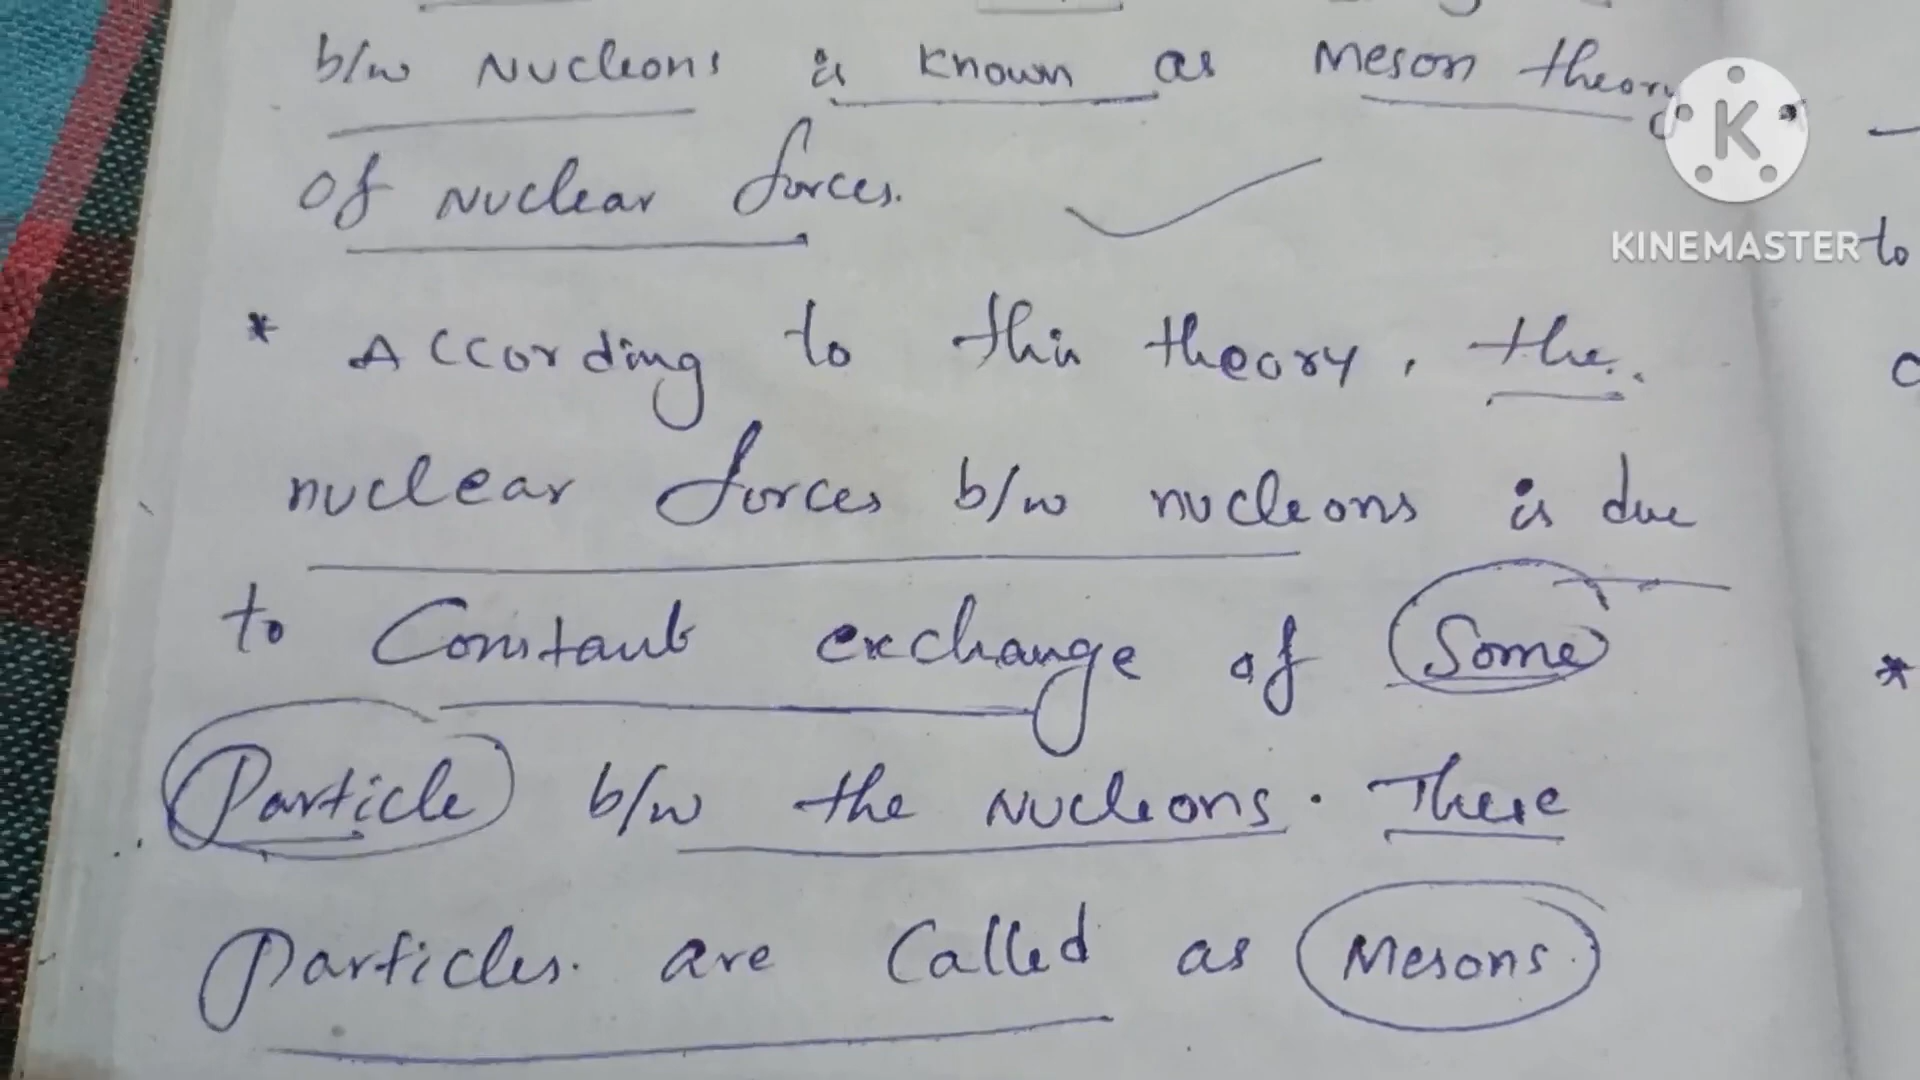 b/w Nucleons is known as Meson theory
of Nuclear forces.
* According to this theory, the
nuclear forces b/w nucleons is due
to Constant exchange of Some
Particle b/w the Nucleons. These
Particles are Called as Mesons
K
KINEMASTER
to
*